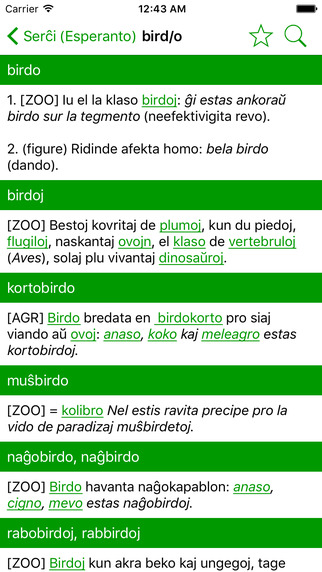 Carrier 12:43 AM
Serĉi (Esperanto) bird/o
birdo
1. [ZOO] Iu el la klaso birdoj: ĝi estas ankoraŭ
birdo sur la tegmento (neefektivigita revo).
2. (figure) Ridinde afekta homo: bela birdo
(dando).
birdoj
[ZOO] Bestoj kovritaj de plumoj, kun du piedoj,
flugiloj, naskantaj ovojn, el klaso de vertebruloj
(Aves), solaj plu vivantaj dinosaŭroj.
kortobirdo
[AGR] Birdo bredata en birdokorto pro siaj
viando aŭ ovoj: anaso, koko kaj meleagro estas
kortobirdoj.
muŝbirdo
[ZOO] = kolibro Nel estis ravita precipe pro la
vido de paradizaj muŝbirdetoj.
naĝobirdo, naĝbirdo
[ZOO] Birdo havanta naĝokapablon: anaso,
cigno, mevo estas naĝobirdoj.
rabobirdoj, rabbirdoj
[ZOO] Birdoj kun akra beko kaj ungegoj, tage